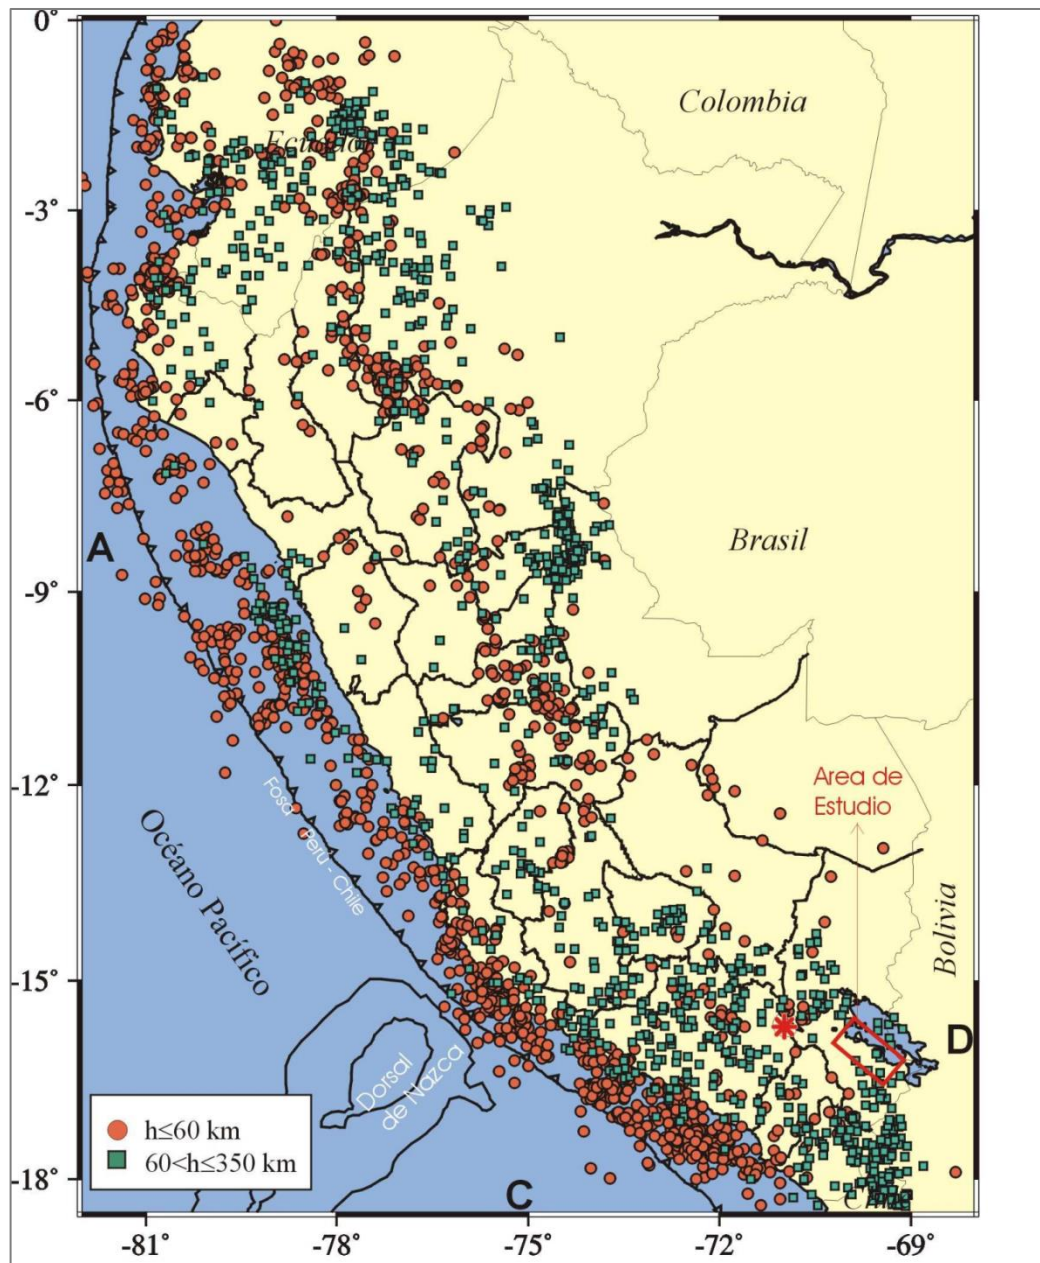 0°
-3°
-6°
-9°
-12°
-15°
-18°
-81°
-78°
-75°
-72°
-69°
Colombia
Ecuador
Brasil
A
Area de
Estudio
Fosa - Perú - Chile
Océano Pacífico
Bolivia
D
Dorsal
de Nazca
C
Chile
h≤60 km
60<h≤350 km